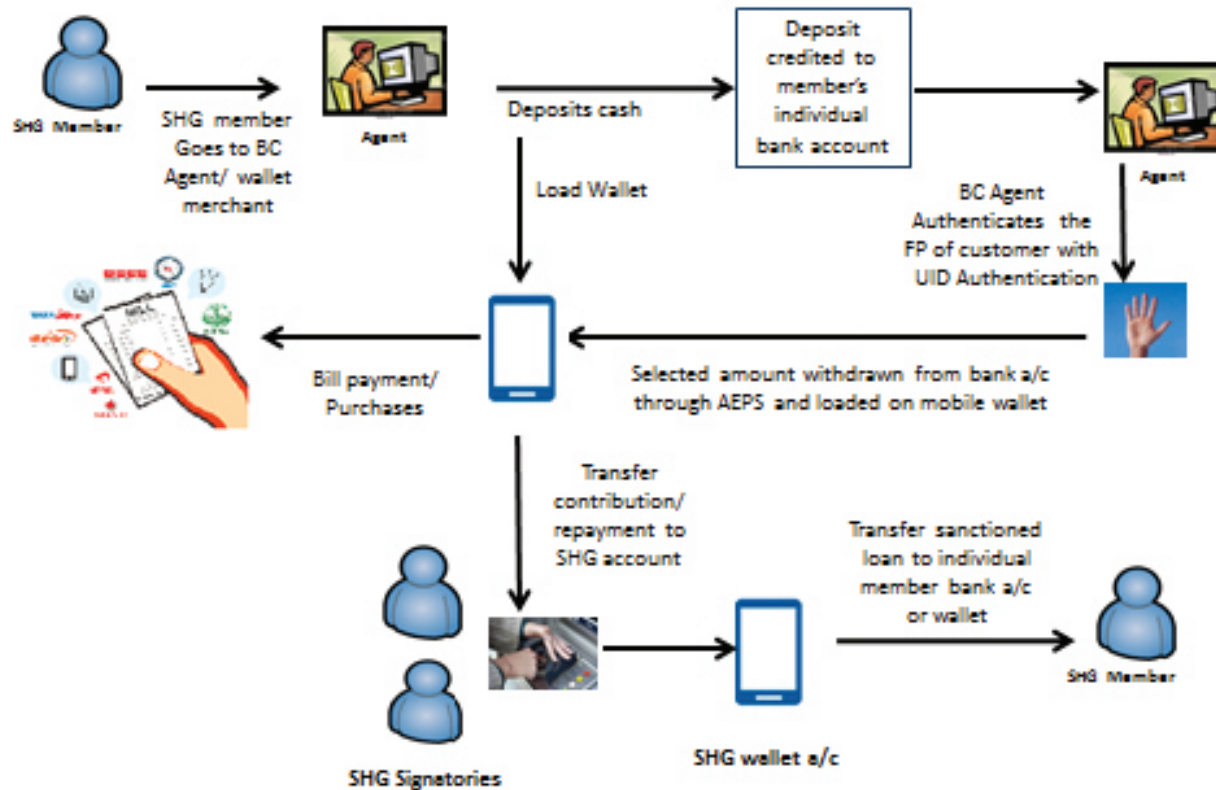 SHG Member
SHG member
Goes to BC
Agent/ wallet
merchant
Agent
Deposits cash
Load Wallet
Deposit
credited to
member's
individual
bank account
Agent
BC Agent
Authenticates the
FP of customer with
UID Authentication
BILL
Bill payment/
Purchases
Selected amount withdrawn from bank a/c
through AEPS and loaded on mobile wallet
Transfer
contribution/
repayment to
SHG account
Transfer sanctioned
loan to individual
member bank a/c
or wallet
SHG Member
SHG wallet a/c
SHG Signatories